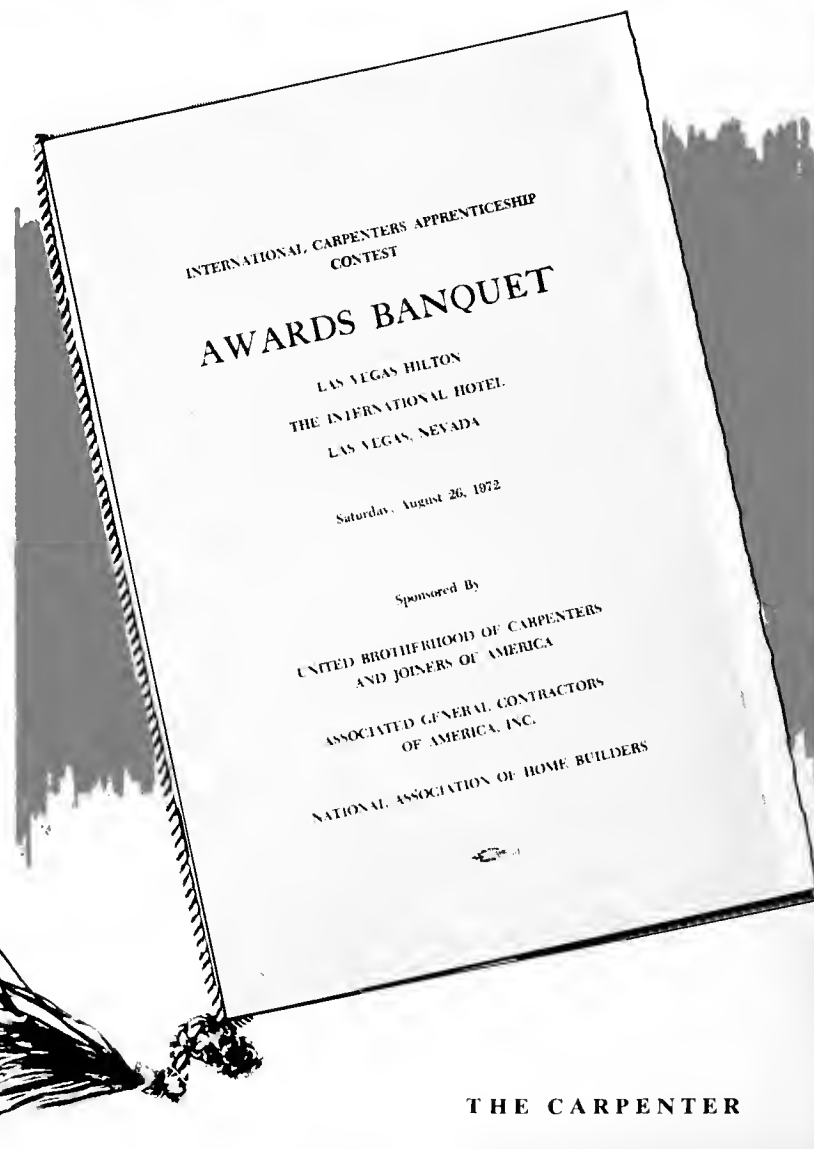 INTERNATIONAL CARPENTERS APPRENTICESHIP
CONTEST
AWARDS BANQUET
LAS VEGAS HILTON
THE INTERNATIONAL HOTEL
LAS VEGAS, NEVADA
Saturday, August 26, 1972
Sponsored By
UNITED BROTHERHOOD OF CARPENTERS
AND JOINERS OF AMERICA
ASSOCIATED GENERAL CONTRACTORS
OF AMERICA, INC.
NATIONAL ASSOCIATION OF HOME BUILDERS
THE CARPENTER